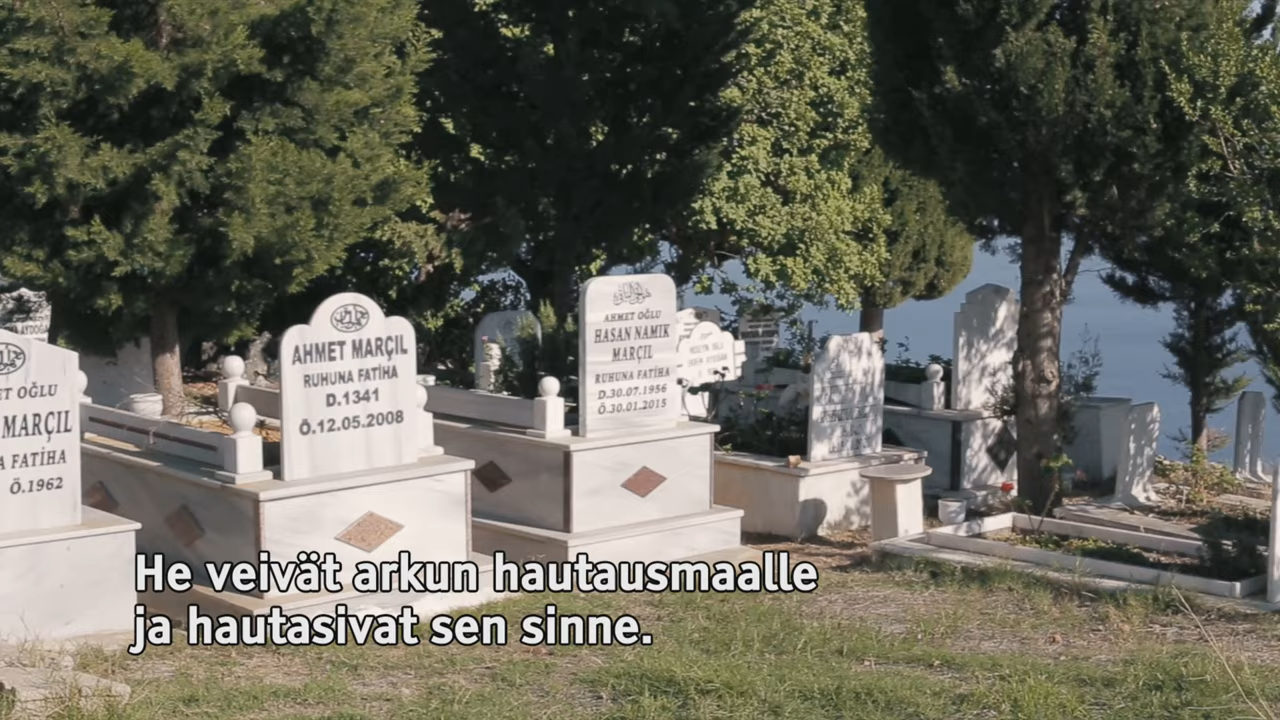 AYDOĞ
AHMET OĞLU
HASAN NAMIK
MARÇIL
RUHUNA FATİHA
D.30.07.1956
Ö.30.01.2015
AHMET MARÇIL
RUHUNA FATİHA
D.1341
Ö.12.05.2008
ET OĞLU
MARÇIL
A FATİHA
Ö.1962
He veivät arkun hautausmaalle
ja hautasivat sen sinne.